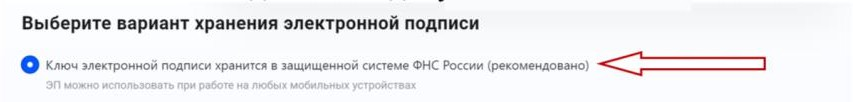 Выберите вариант хранения электронной подписи
Ключ электронной подписи хранится в защищенной системе ФНС России (рекомендовано)
ЭП можно использовать при работе на любых мобильных устройствах